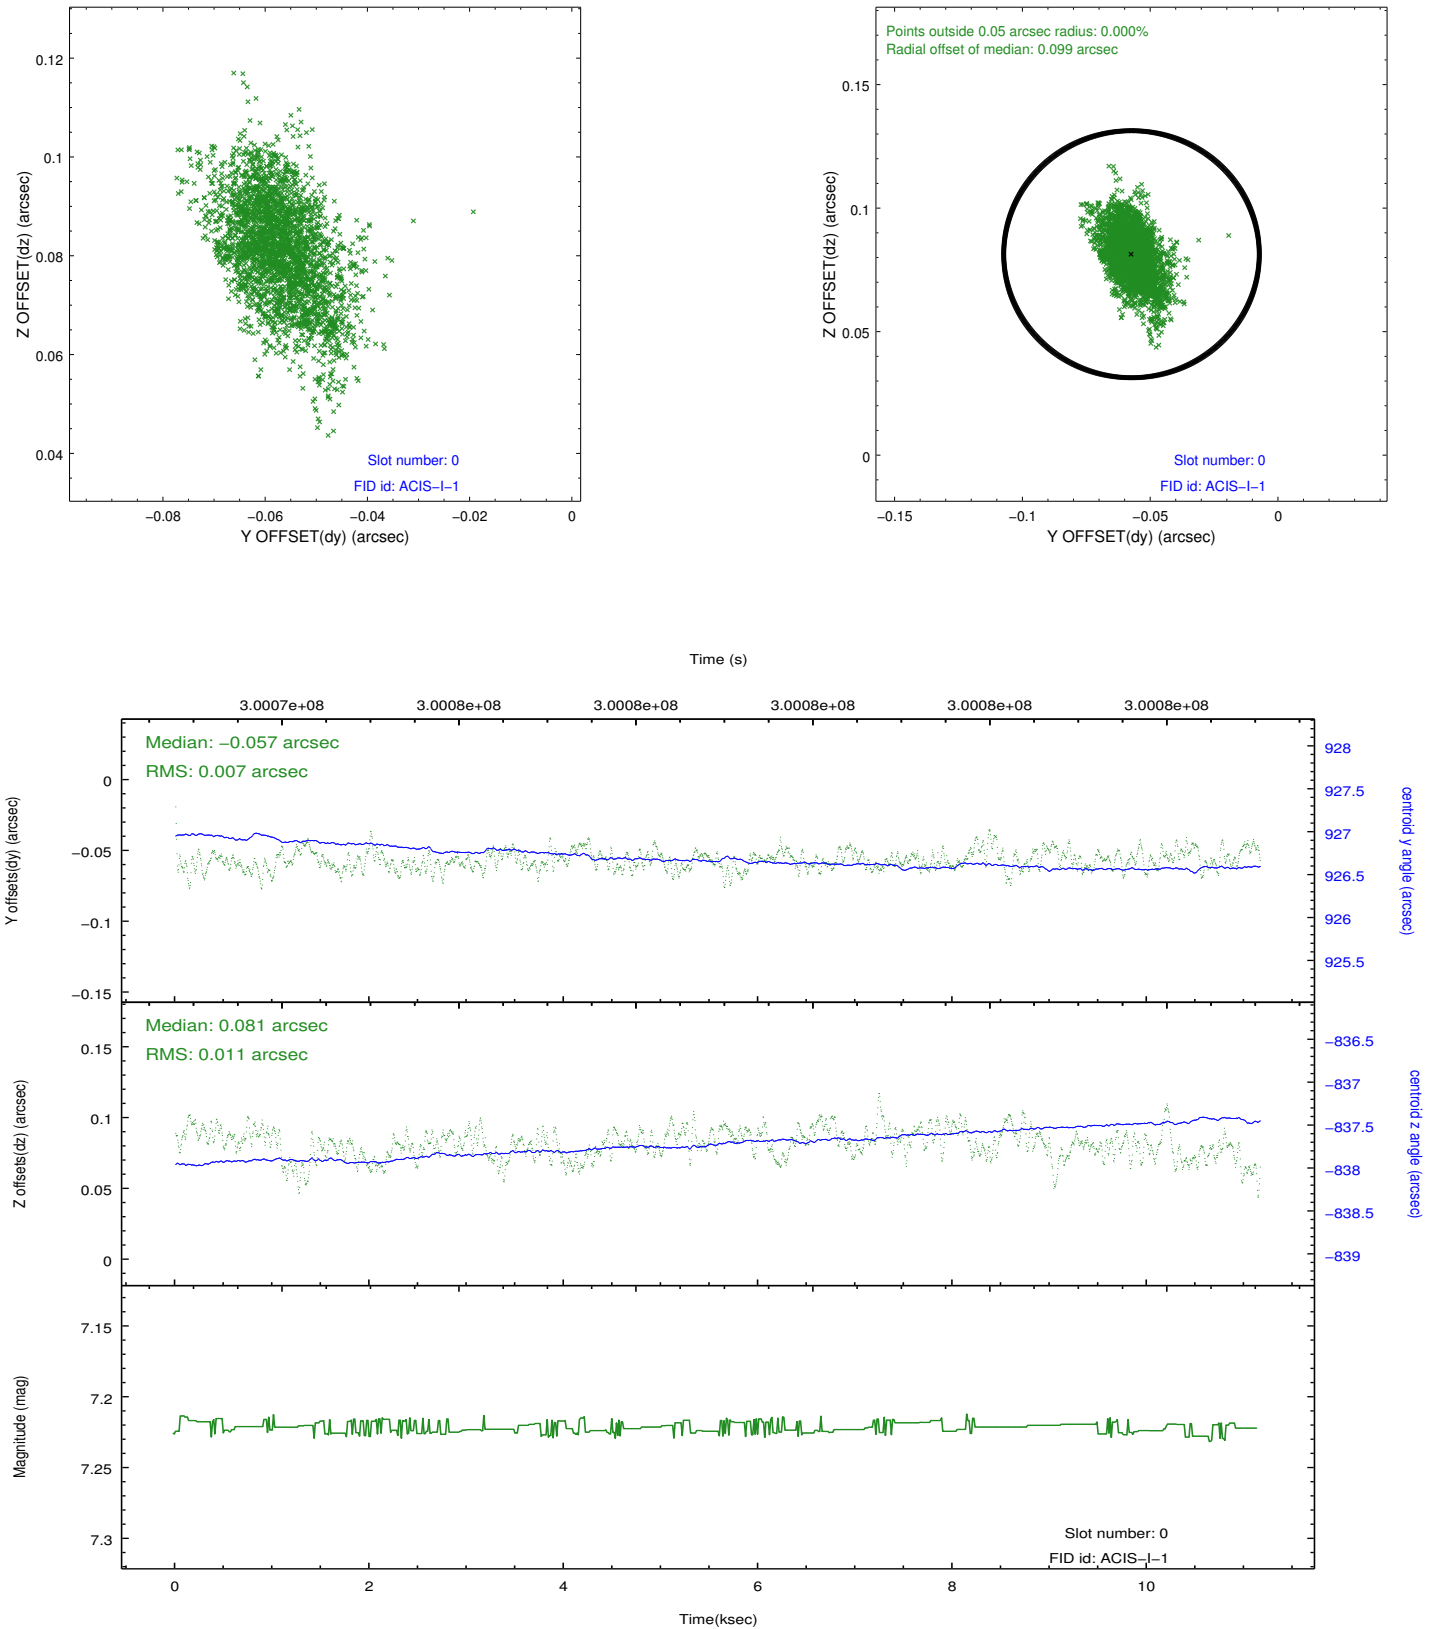 0.12
0.1
0.08
0.06
0.04
Z OFFSET(dz) (arcsec)
Slot number: 0
FID id: ACIS−I−1
−0.08 −0.06 −0.04 −0.02 0
Y OFFSET(dy) (arcsec)
Points outside 0.05 arcsec radius: 0.000%
Radial offset of median: 0.099 arcsec
0.15
0.1
0.05
0
Z OFFSET(dz) (arcsec)
Slot number: 0
FID id: ACIS−I−1
−0.15 −0.1 −0.05 0
Y OFFSET(dy) (arcsec)
Time (s)
3.0007e+08 3.0008e+08 3.0008e+08 3.0008e+08 3.0008e+08 3.0008e+08
Median: −0.057 arcsec
RMS: 0.007 arcsec
0
−0.05
−0.1
−0.15
Y offsets(dy) (arcsec)
928
927.5
927
926.5
926
925.5
centroid y angle (arcsec)
Median: 0.081 arcsec
RMS: 0.011 arcsec
0.15
0.1
0.05
0
Z offsets(dz) (arcsec)
−836.5
−837
−837.5
−838
−838.5
−839
centroid z angle (arcsec)
7.15
7.2
7.25
7.3
Magnitude (mag)
Slot number: 0
FID id: ACIS−I−1
0 2 4 6 8 10
Time(ksec)